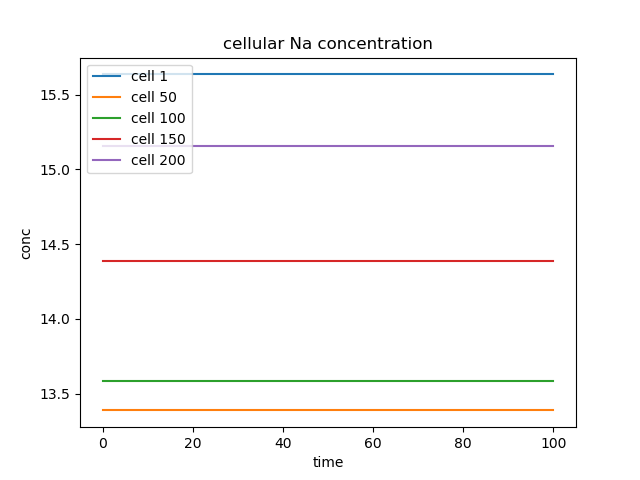 cellular Na concentration
cell 1
cell 50
cell 100
cell 150
cell 200
15.5
15.0
14.5
14.0
13.5
conc
0 20 40 60 80 100
time